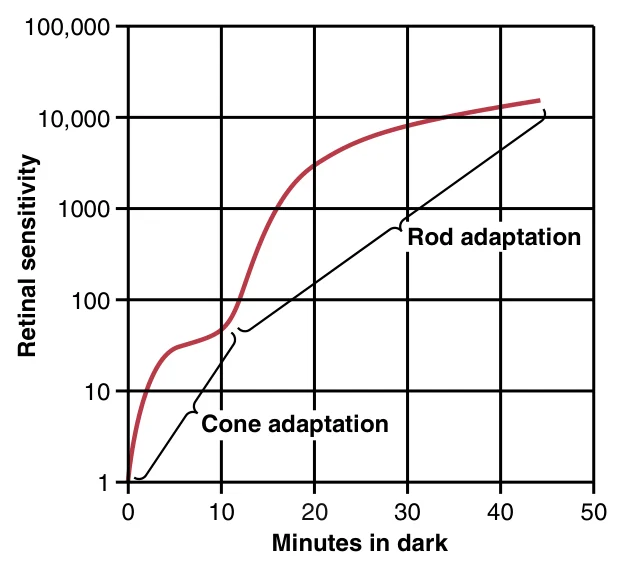 100,000
10,000
1000
100
10
1
Retinal sensitivity
Rod adaptation
Cone adaptation
0 10 20 30 40 50
Minutes in dark